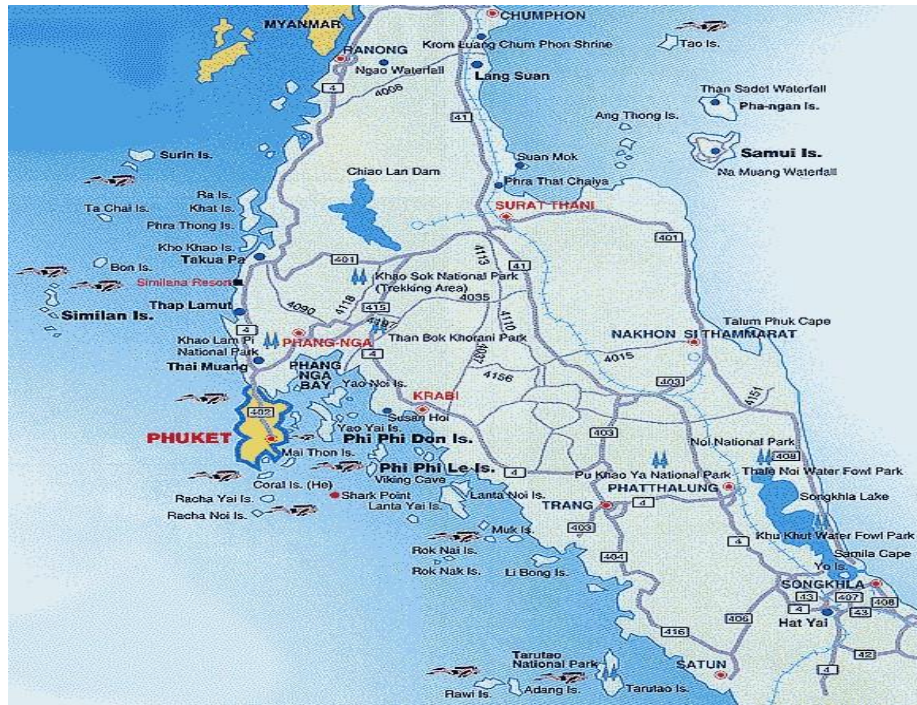 CHUMPHON
MYANMAR
Krom Luang Chum Phon Shrine
Tao Is.
RANONG
Ngao Waterfall
Lang Suan
4
4006
Than Sadet Waterfall
Pha-ngan Is.
41
Ang Thong Is.
Surin Is.
Suan Mok
Samui Is.
Chiao Lan Dam
Na Muang Waterfall
Phra That Chaiya
Ra Is.
Khat Is.
Ta Chai Is.
SURAT THANI
Phra Thong Is.
401
Kho Khao Is.
4113
Takua Pa
401
41
Bon Is.
Khao Sok National Park
(Trekking Area)
Similana Resort
4118
4035
Thap Lamut
4090
415
Similan Is.
4110
Talum Phuk Cape
4
4197
NAKHON SI THAMMARAT
Khao Lam Pi
National Park
PHANG-NGA
Than Bok Khorani Park
4
4037
4015
Thai Muang
PHANG
NGA
BAY
4156
403
Yao Noi Is.
4151
KRABI
402
Susan Hoi
Yao Yai Is.
403
PHUKET
Phi Phi Don Is.
Noi National Park
Mai Thon Is.
408
Phi Phi Le Is.
4
Pu Khao Ya National Park
Thale Noi Water Fowl Park
Viking Cave
Coral Is. (He)
PHATTHALUNG
Racha Yai Is.
Shark Point
Lanta Noi Is.
Songkhla Lake
Lanta Yai Is.
TRANG
4
Racha Noi Is.
Muk Is.
403
Khu Khut Water Fowl Park
4
Rok Nai Is.
Samila Cape
404
Rok Nak Is.
Li Bong Is.
Yo Is.
SONGKHLA
43
407
408
4
43
Hat Yai
406
416
42
Tarutao
National Park
SATUN
4
Rawi Is.
Adang Is.
Tarutao Is.